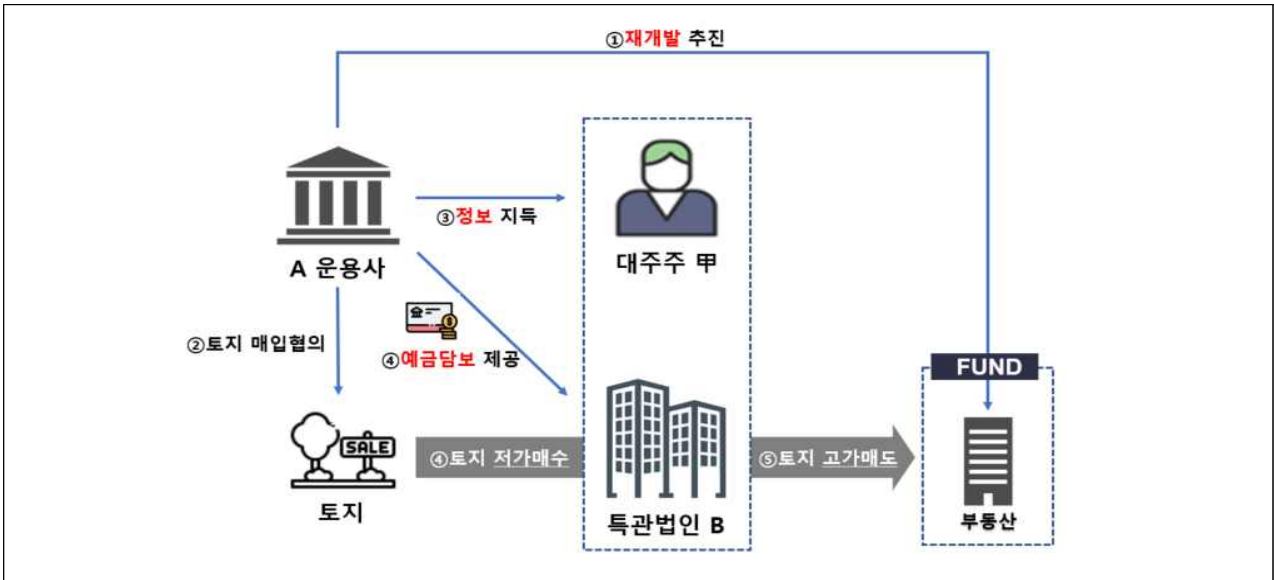 ①재개발 추진
③정보 지득
A 운용사
대주주 甲
②토지 매입협의
④예금담보 제공
FUND
SALE
④토지 저가매수
⑤토지 고가매도
토지
특관법인 B
부동산